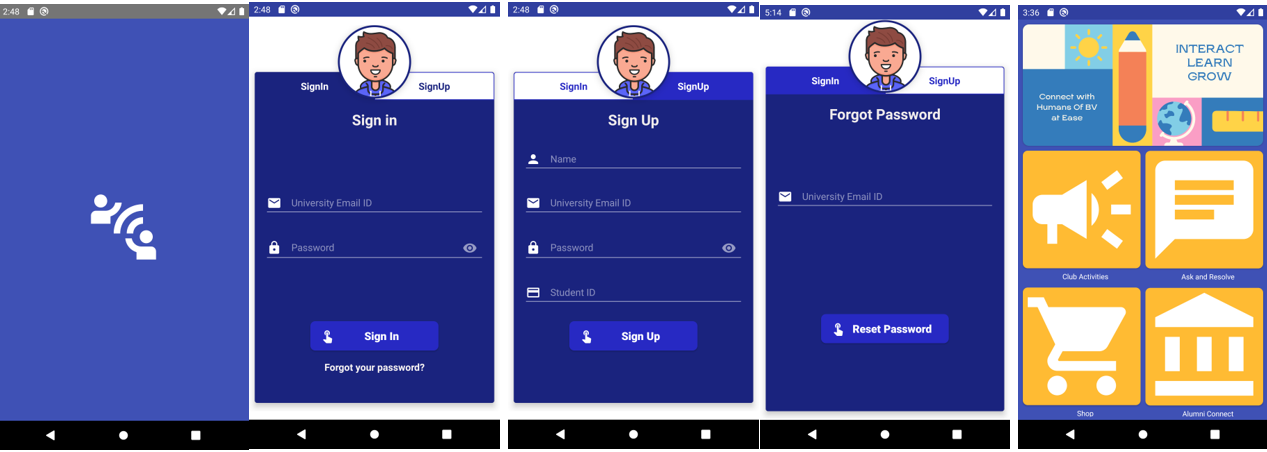 2:48
2:48
SignIn
SignUp
Sign in
University Email ID
Password
Sign In
Forgot your password?
2:48
SignIn
SignUp
Sign Up
Name
University Email ID
Password
Student ID
Sign Up
5:14
SignIn
SignUp
Forgot Password
University Email ID
Reset Password
3:36
INTERACT
LEARN
GROW
Connect with
Humans Of BV
at Ease
Club Activities
Ask and Resolve
Shop
Alumni Connect